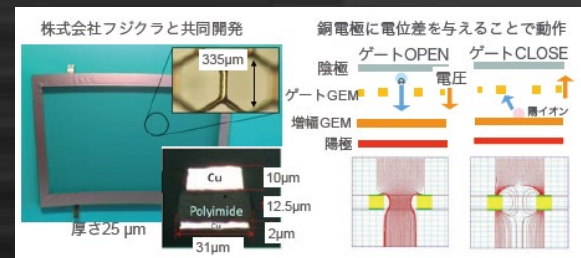 株式会社フジクラと共同開発
335μm
Cu
10μm
Polyimide
12.5μm
Cu
2μm
31μm
厚さ25 μm
銅電極に電位差を与えることで動作
ゲートOPEN
ゲートCLOSE
陰極
e
電圧
ゲートGEM
陽イオン
増幅GEM
陽極